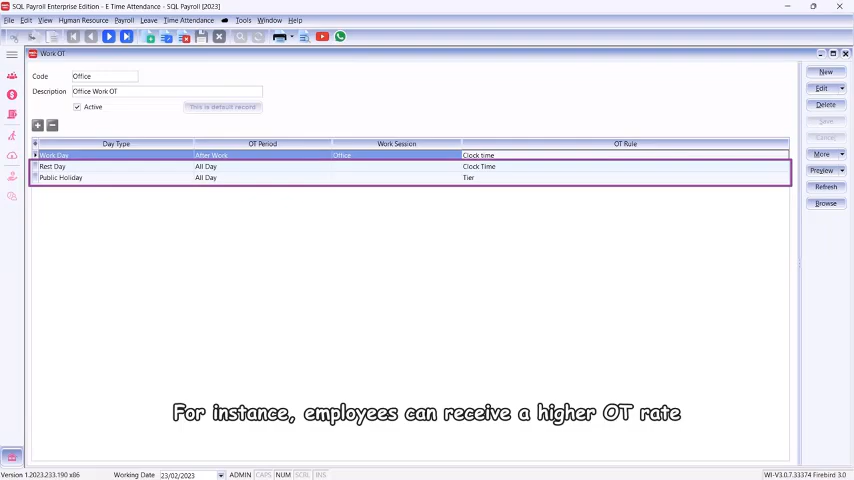 SQL Payroll Enterprise Edition - E Time Attendance - SQL Payroll [2023]
File Edit View Human Resource Payroll Leave Time Attendance Tools Window Help
Work OT
Code Office
Description Office Work OT
Active This is default record
Day Type OT Period Work Session OT Rule
Work Day After Work Office Clock time
Rest Day All Day Clock Time
Public Holiday All Day Tier
New
Edit
Delete
Save
Cancel
More
Preview
Refresh
Browse
For instance, employees can receive a higher OT rate
Version 1.2023.233.190 x86 Working Date 23/02/2023 ADMIN CAPS NUM SCRL INS WI-V3.0.7.33374 Firebird 3.0